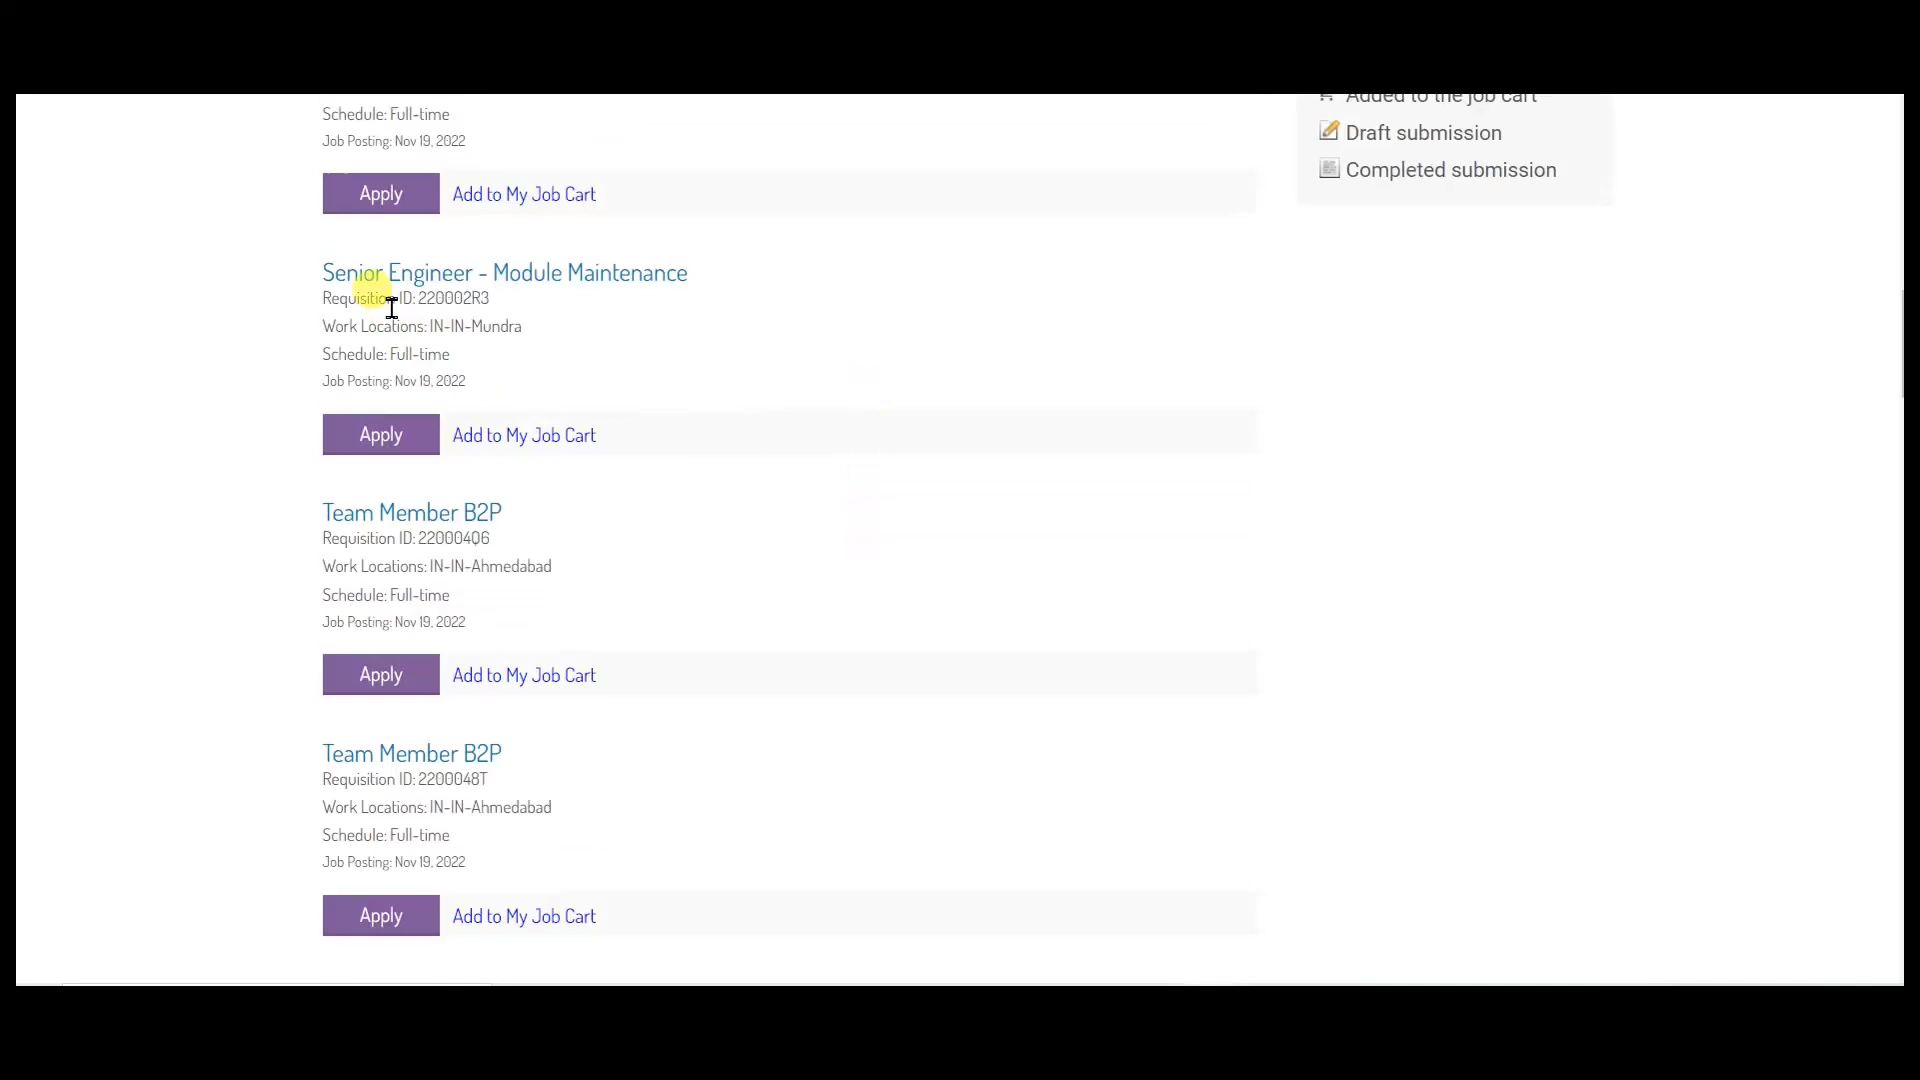 Schedule: Full-time
Job Posting: Nov 19, 2022
Apply
Add to My Job Cart
Senior Engineer - Module Maintenance
Requisition ID: 220002R3
Work Locations: IN-IN-Mundra
Schedule: Full-time
Job Posting: Nov 19, 2022
Apply
Add to My Job Cart
Team Member B2P
Requisition ID: 220004Q6
Work Locations: IN-IN-Ahmedabad
Schedule: Full-time
Job Posting: Nov 19, 2022
Apply
Add to My Job Cart
Team Member B2P
Requisition ID: 2200048T
Work Locations: IN-IN-Ahmedabad
Schedule: Full-time
Job Posting: Nov 19, 2022
Apply
Add to My Job Cart
Added to the job cart
Draft submission
Completed submission